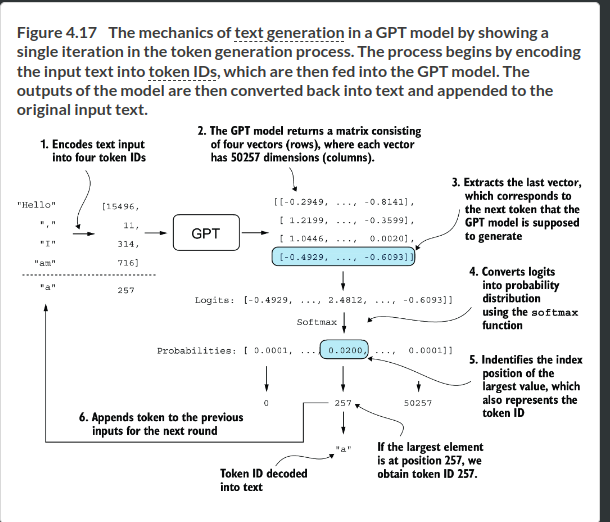 Figure 4.17 The mechanics of text generation in a GPT model by showing a
single iteration in the token generation process. The process begins by encoding
the input text into token IDs, which are then fed into the GPT model. The
outputs of the model are then converted back into text and appended to the
original input text.
1. Encodes text input
into four token IDs
2. The GPT model returns a matrix consisting
of four vectors (rows), where each vector
has 50257 dimensions (columns).
3. Extracts the last vector,
which corresponds to
the next token that the
GPT model is supposed
to generate
"Hello" [15496,
"," 11,
"I" 314,
"am" 716]
"a" 257
GPT
[[-0.2949, ..., -0.8141],
[ 1.2199, ..., -0.3599],
[ 1.0446, ..., 0.0020],
[-0.4929, ..., -0.6093]]
4. Converts logits
into probability
distribution
using the softmax
function
Logits: [-0.4929, ..., 2.4812, ..., -0.6093]]
Softmax
Probabilities: [ 0.0001, ..., 0.0200, ..., 0.0001]]
5. Indentifies the index
position of the
largest value, which
also represents the
token ID
0 257 50257
6. Appends token to the previous
inputs for the next round
"a"
If the largest element
is at position 257, we
obtain token ID 257.
Token ID decoded
into text